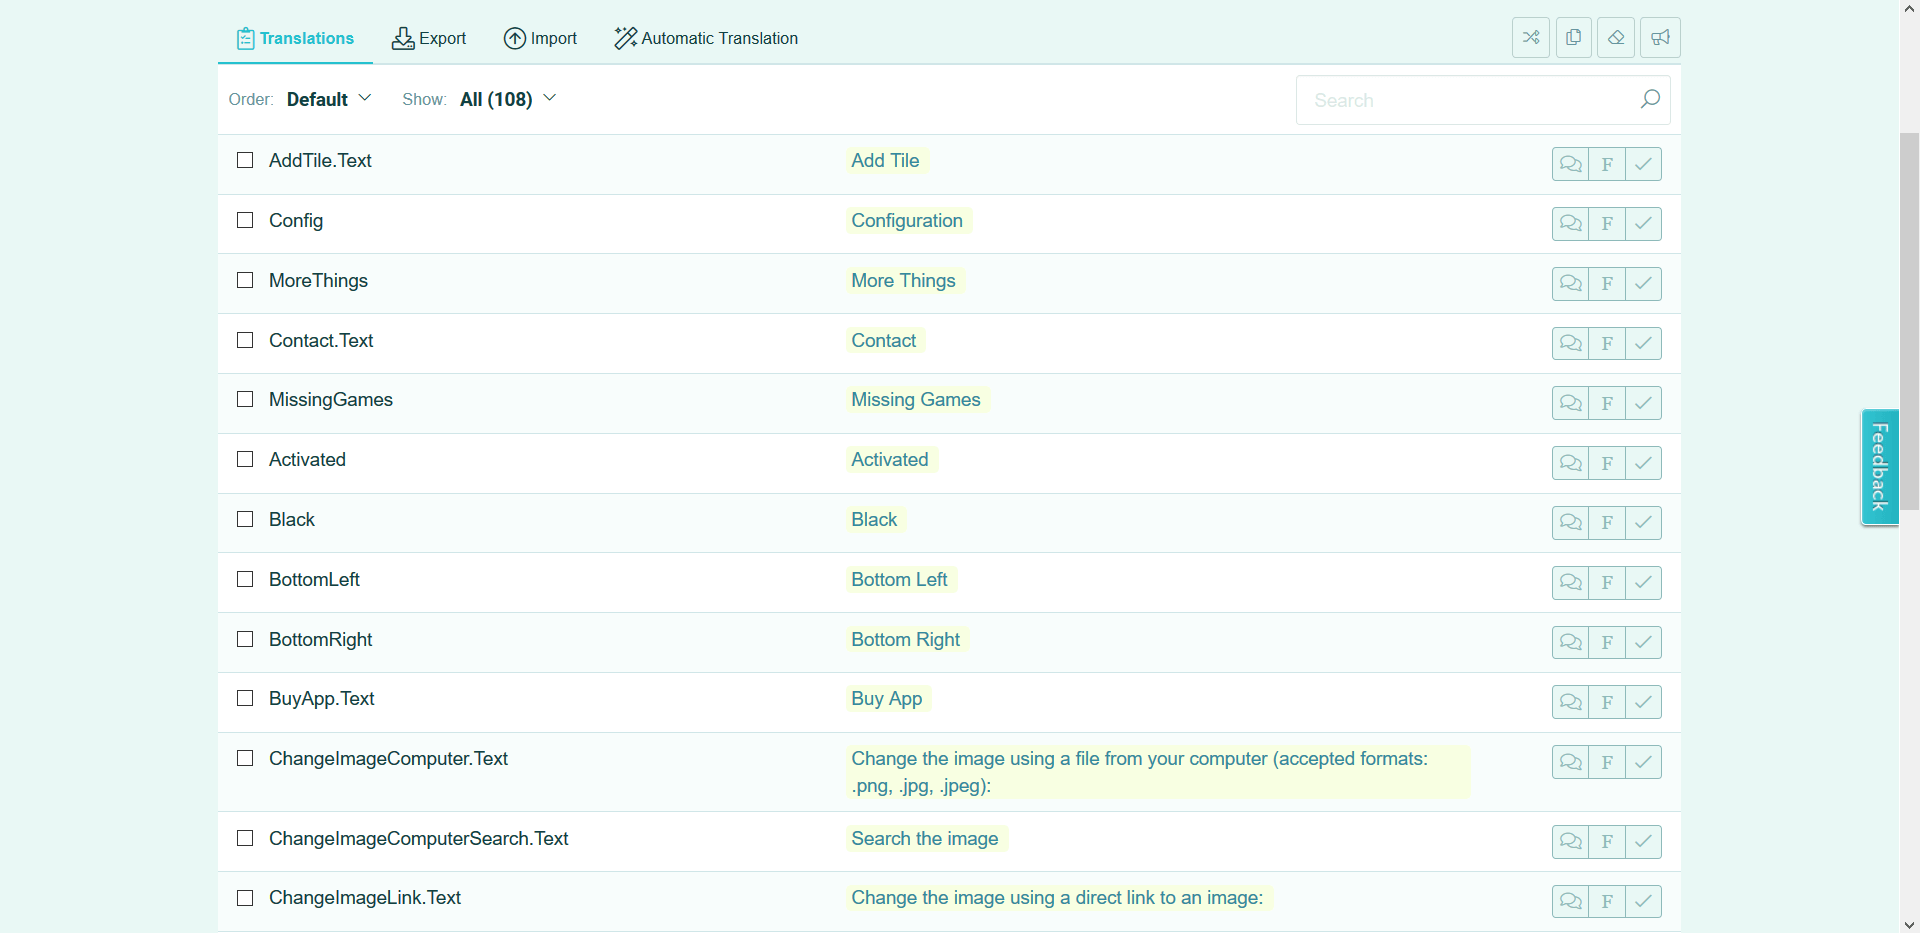 Translations Export Import Automatic Translation
Order: Default Show: All (108) Search
AddTile.Text Add Tile F
Config Configuration F
MoreThings More Things F
Contact.Text Contact F
MissingGames Missing Games F
Activated Activated F
Black Black F
BottomLeft Bottom Left F
BottomRight Bottom Right F
BuyApp.Text Buy App F
ChangeImageComputer.Text Change the image using a file from your computer (accepted formats: F
.png, .jpg, .jpeg):
ChangeImageComputerSearch.Text Search the image F
ChangeImageLink.Text Change the image using a direct link to an image: F
Feedback